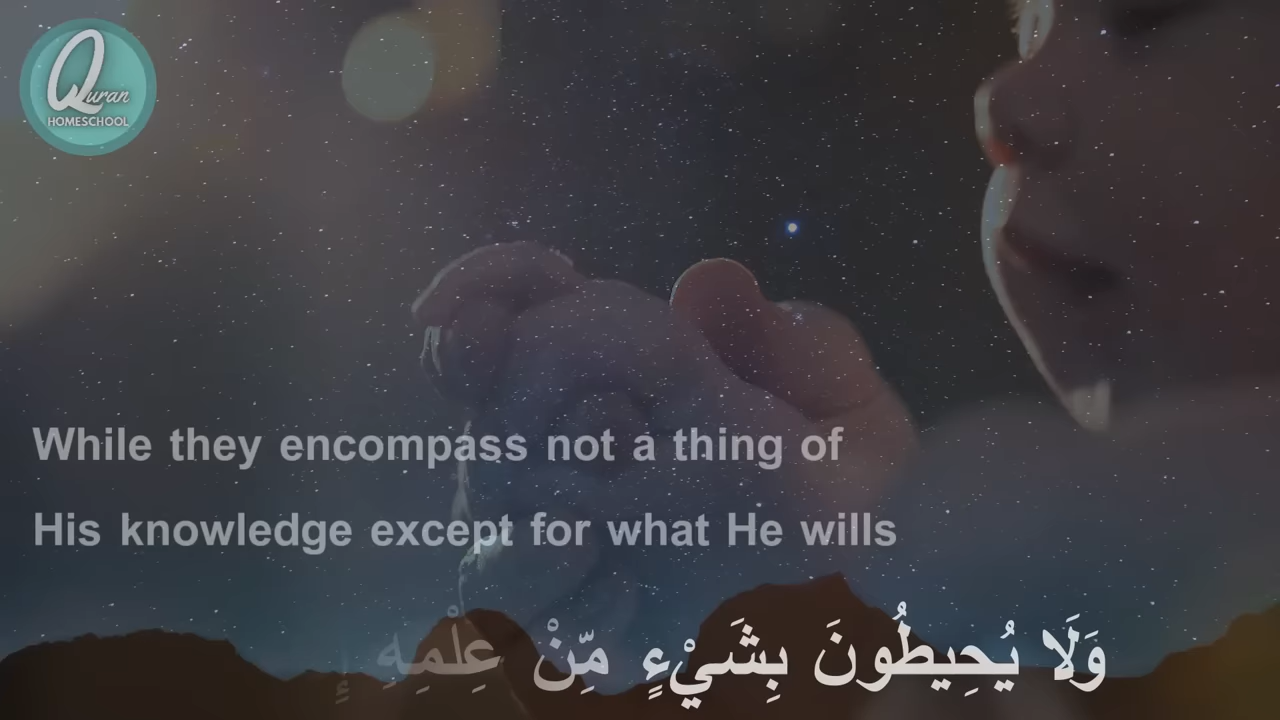 Quran
HOMESCHOOL
While they encompass not a thing of
His knowledge except for what He wills
وَلَا يُحِيطُونَ بِشَيْءٍ مِّنْ عِلْمِهِ إِ